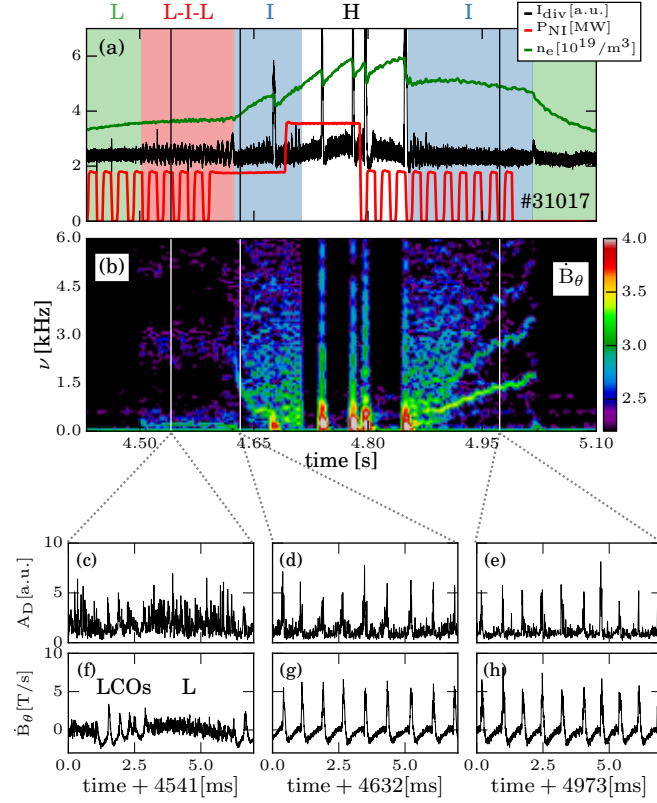 L L-I-L I H I
I_div [a.u.]
P_NI [MW]
n_e [10^19/m^3]
(a)
6
4
2
0
#31017
(b)
Ḃ_θ
ν [kHz]
6.0
4.5
3.0
1.5
0.0
4.0
3.5
3.0
2.5
4.50 4.65 4.80 4.95 5.10
time [s]
A_D [a.u.]
10
5
0
(c) (d) (e)
Ḃ_θ [T/s]
10
5
0
(f) (g) (h)
LCOs L
0.0 2.5 5.0 0.0 2.5 5.0 0.0 2.5 5.0
time + 4541[ms] time + 4632[ms] time + 4973[ms]